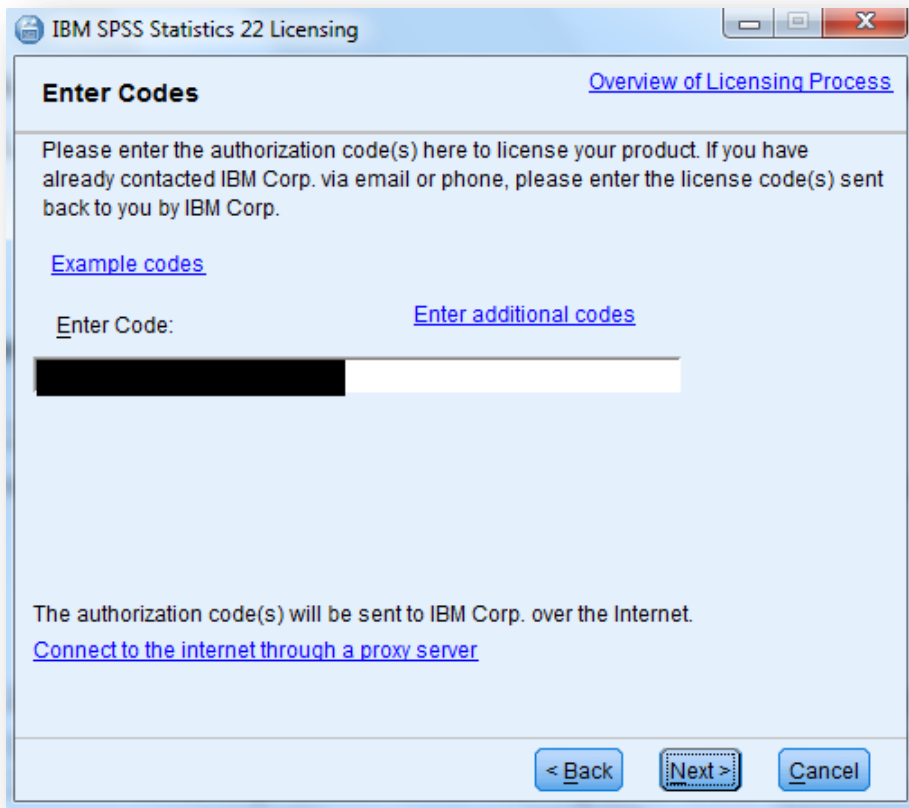 IBM SPSS Statistics 22 Licensing
Enter Codes
Overview of Licensing Process
Please enter the authorization code(s) here to license your product. If you have
already contacted IBM Corp. via email or phone, please enter the license code(s) sent
back to you by IBM Corp.
Example codes
Enter Code:
Enter additional codes
The authorization code(s) will be sent to IBM Corp. over the Internet.
Connect to the internet through a proxy server
< Back
Next >
Cancel